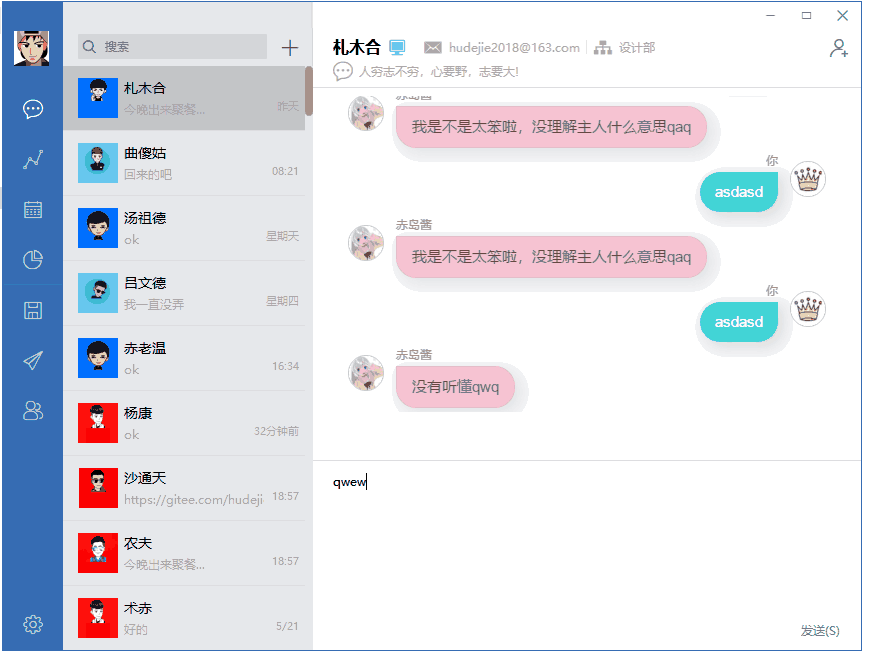 搜索
札木合
今晚出来聚餐...
昨天
曲傻姑
回来的吧
08:21
汤祖德
ok
星期天
吕文德
我一直没弄
星期四
赤老温
ok
16:34
杨康
ok
32分钟前
沙通天
https://gitee.com/hudeji
18:57
农夫
今晚出来聚餐...
18:57
术赤
好的
5/21
札木合
hudejie2018@163.com
设计部
人穷志不穷，心要野，志要大!
赤岛酱
我是不是太笨啦，没理解主人什么意思qaq
你
asdasd
赤岛酱
我是不是太笨啦，没理解主人什么意思qaq
你
asdasd
赤岛酱
没有听懂qwq
qwew
发送(S)